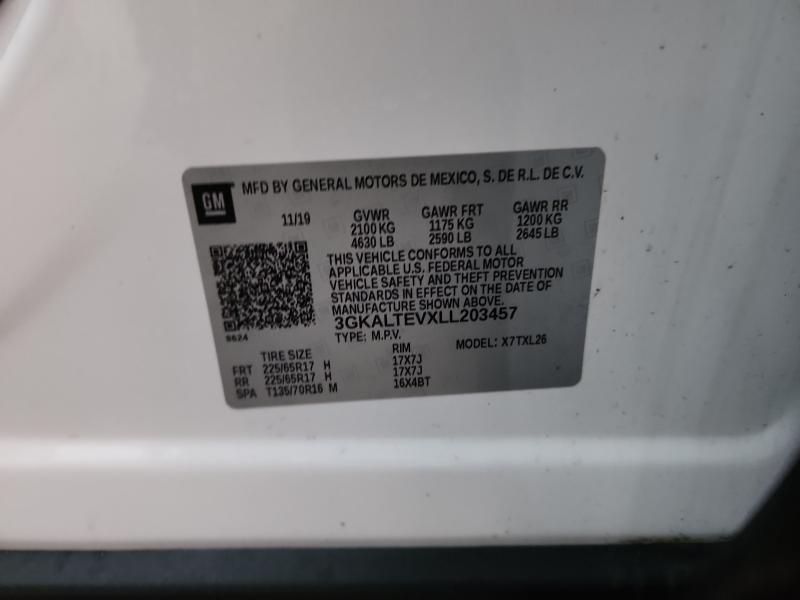 GM
MFD BY GENERAL MOTORS DE MEXICO, S. DE R.L. DE C.V.
11/19 GVWR GAWR FRT GAWR RR
2100 KG 1175 KG 1200 KG
4630 LB 2590 LB 2645 LB
THIS VEHICLE CONFORMS TO ALL
APPLICABLE U.S. FEDERAL MOTOR
VEHICLE SAFETY AND THEFT PREVENTION
STANDARDS IN EFFECT ON THE DATE OF
MANUFACTURE SHOWN ABOVE.
3GKALTEVXLL203457
8624
TYPE: M.P.V. MODEL: X7TXL26
TIRE SIZE RIM
FRT 225/65R17 H 17X7J
RR 225/65R17 H 17X7J
SPA T135/70R16 M 16X4BT